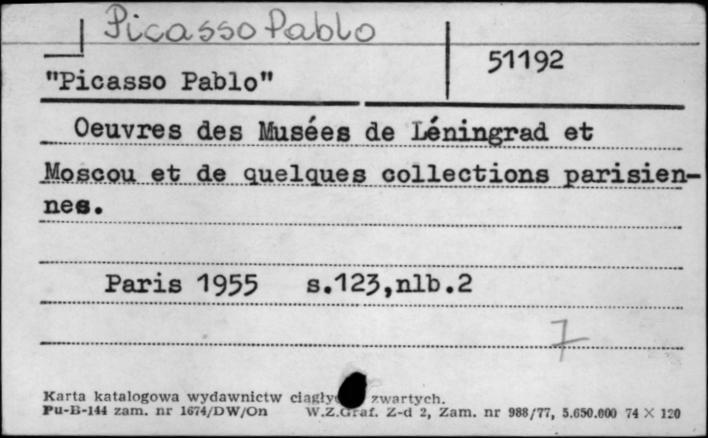 Picasso Pablo
51192
"Picasso Pablo"
Oeuvres des Musées de Léningrad et
Moscou et de quelques collections parisien-
nes.
Paris 1955 s.123,nlb.2
7
Karta katalogowa wydawnictw zwartych.
Pu-B-144 zam. nr 1674/DW/On W.Z.Graf. Z-d 2, Zam. nr 988/77, 5.650.000 74 × 120